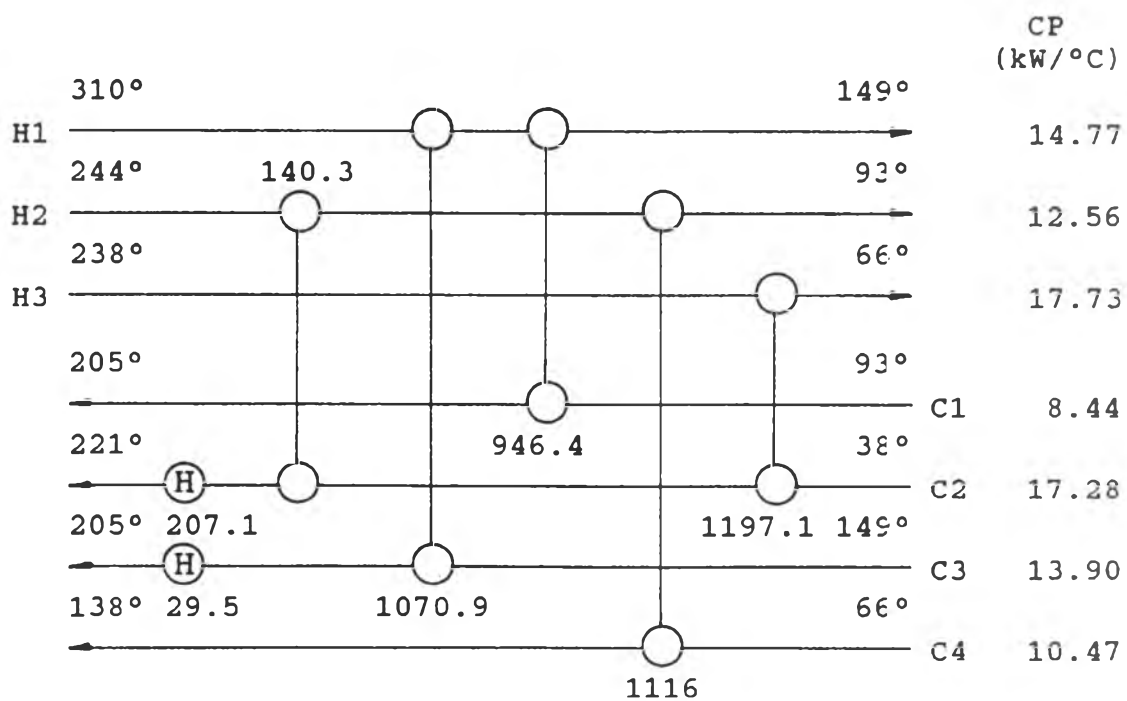 CP
(kW/°C)
310° 149°
H1 14.77
244° 140.3 93°
H2 12.56
238° 66°
H3 17.73
205° 93°
C1 8.44
221° 946.4 38°
H C2 17.28
205° 207.1 1197.1 149°
H C3 13.90
138° 29.5 1070.9 66°
C4 10.47
1116